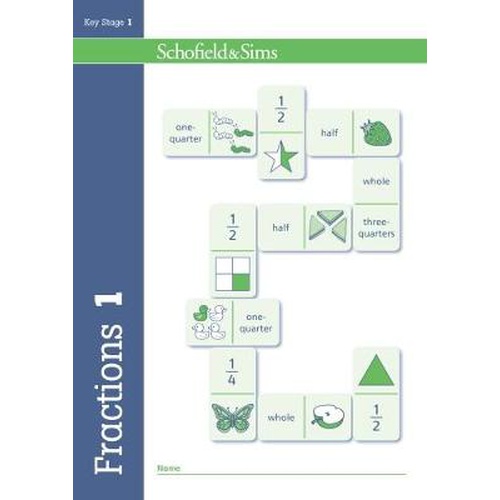 Key Stage 1
Schofield&Sims
1/2
one-
quarter
half
whole
1/2
half
three-
quarters
one-
quarter
1/4
whole
1/2
Name
Fractions 1